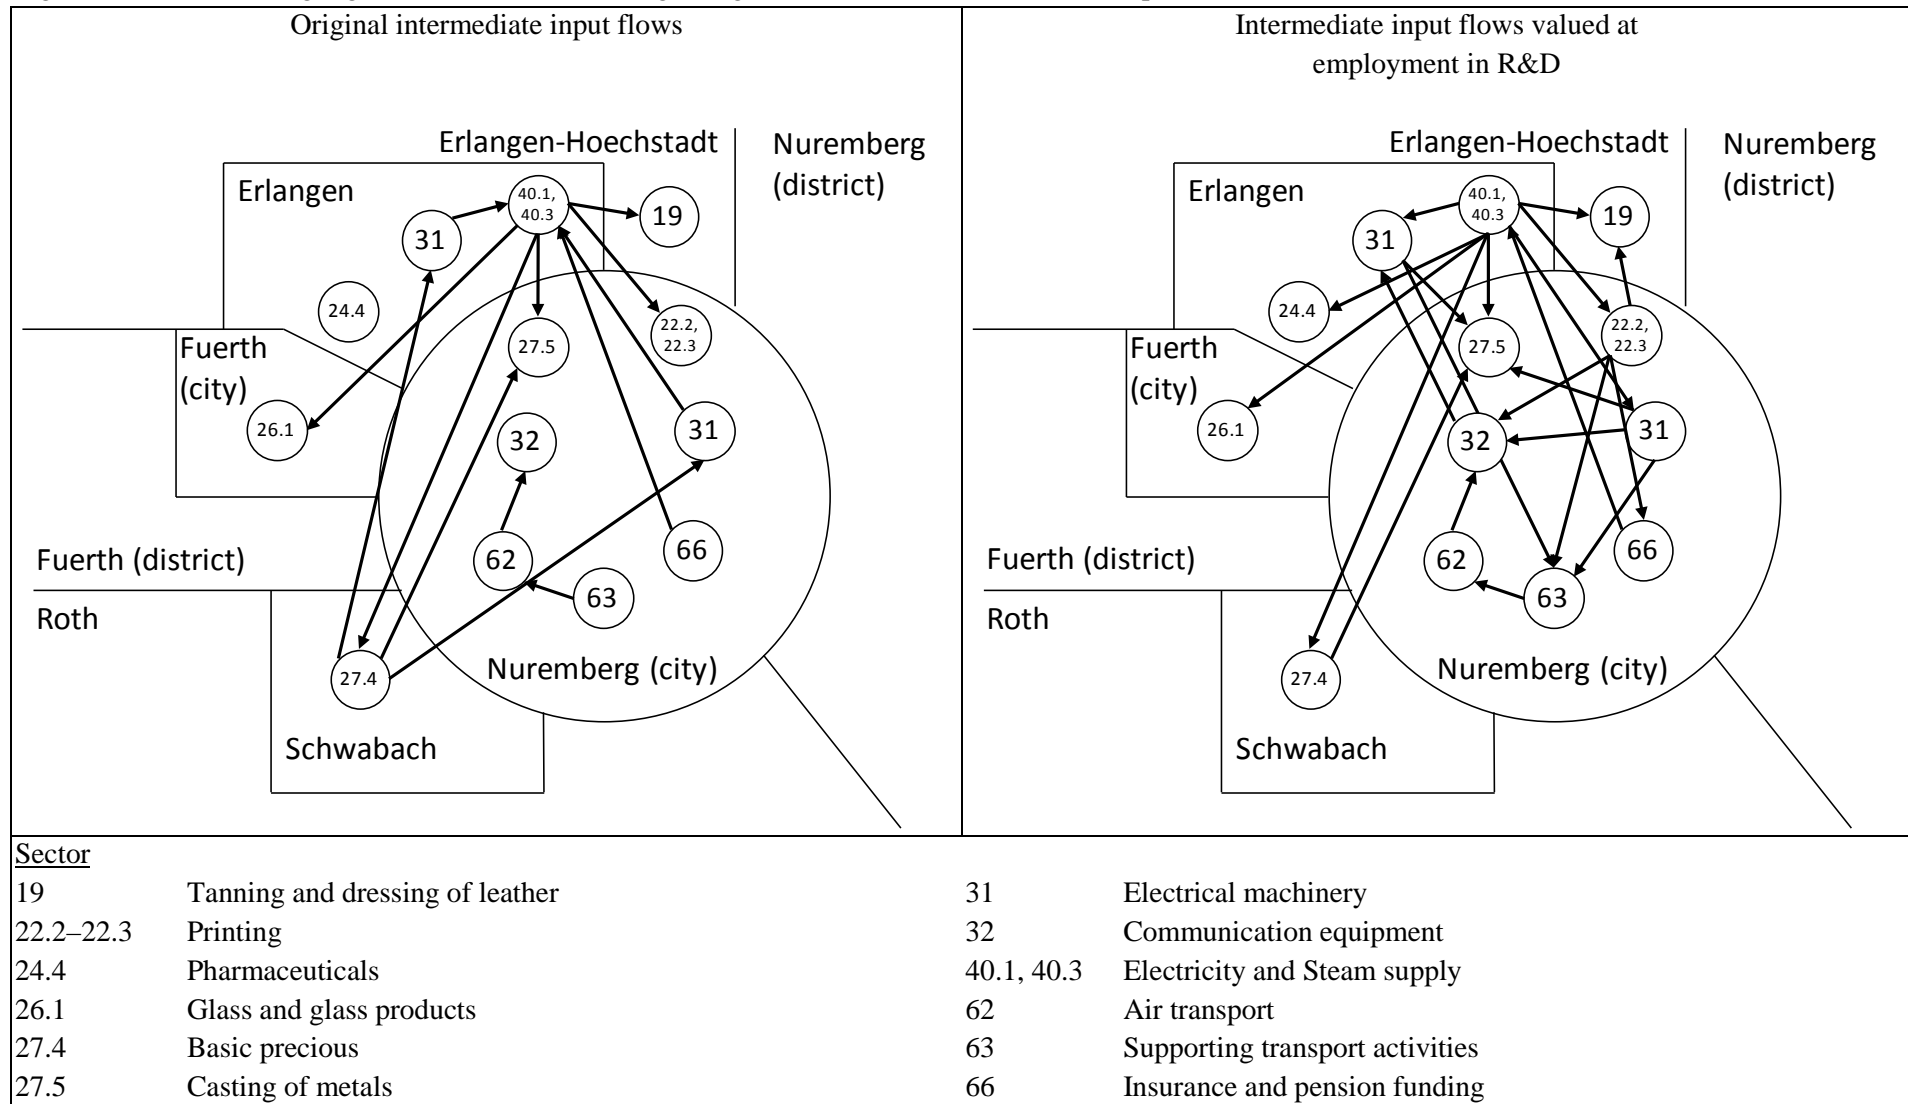 Original intermediate input flows
Erlangen-Hoechstadt
Nuremberg
(district)
Erlangen
40.1,
40.3
19
31
24.4
22.2,
22.3
27.5
Fuerth
(city)
26.1
32
31
66
62
63
Fuerth (district)
Roth
27.4
Nuremberg (city)
Schwabach
Intermediate input flows valued at
employment in R&D
Erlangen-Hoechstadt
Nuremberg
(district)
Erlangen
40.1,
40.3
19
31
24.4
22.2,
22.3
27.5
Fuerth
(city)
26.1
32
31
66
62
63
Fuerth (district)
Roth
27.4
Nuremberg (city)
Schwabach
Sector
19 Tanning and dressing of leather
22.2–22.3 Printing
24.4 Pharmaceuticals
26.1 Glass and glass products
27.4 Basic precious
27.5 Casting of metals
31 Electrical machinery
32 Communication equipment
40.1, 40.3 Electricity and Steam supply
62 Air transport
63 Supporting transport activities
66 Insurance and pension funding